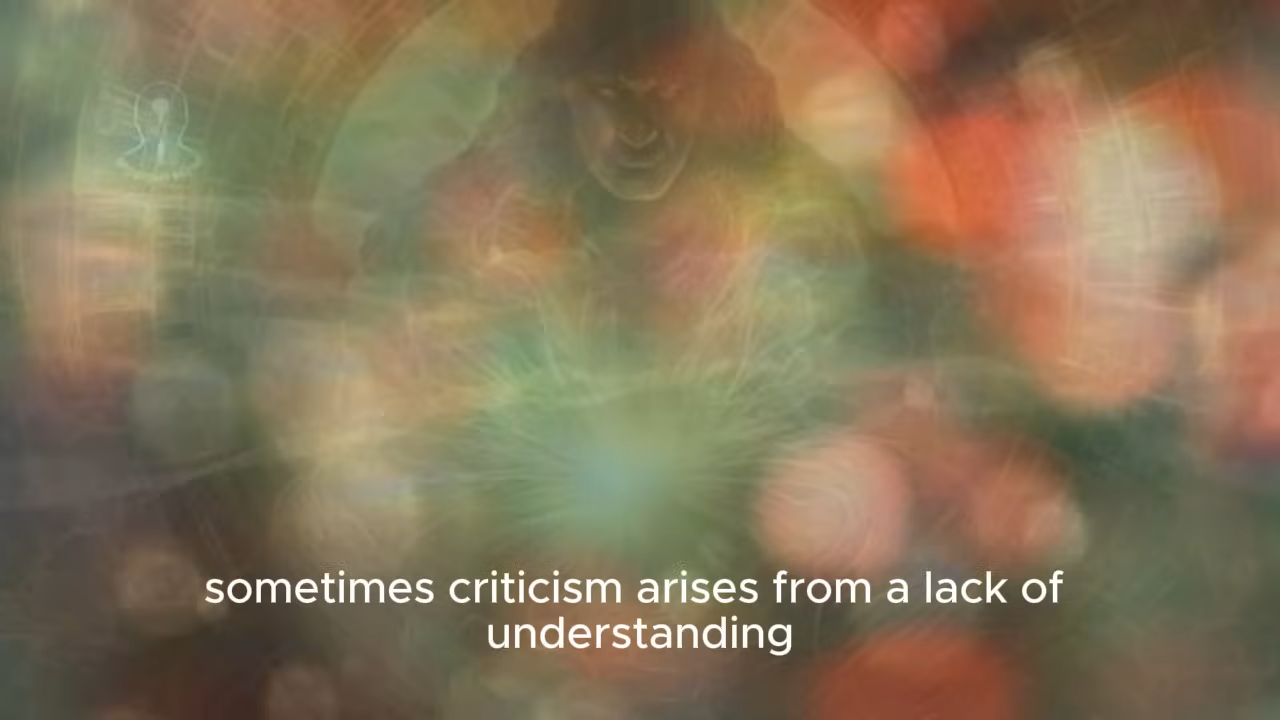 sometimes criticism arises from a lack of
understanding